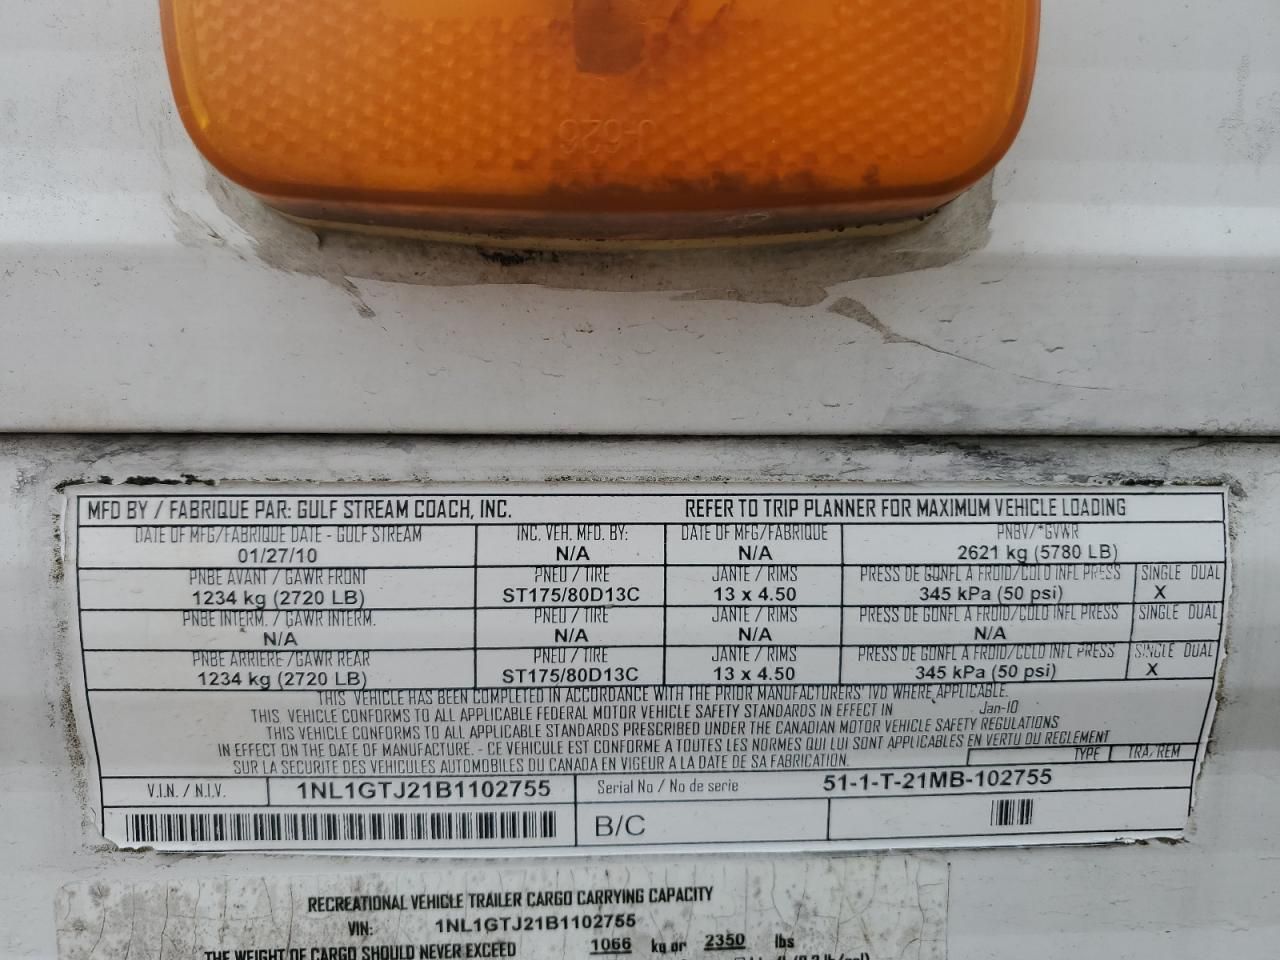 J-626
MFD BY / FABRIQUE PAR: GULF STREAM COACH, INC. REFER TO TRIP PLANNER FOR MAXIMUM VEHICLE LOADING
DATE OF MFG/FABRIQUE DATE - GULF STREAM INC. VEH. MFD. BY: DATE OF MFG/FABRIQUE PNBV/*GVWR
01/27/10 N/A N/A 2621 kg (5780 LB)
PNBE AVANT / GAWR FRONT PNEU / TIRE JANTE / RIMS PRESS DE GONFL A FROID/COLD INFL PRESS SINGLE DUAL
1234 kg (2720 LB) ST175/80D13C 13 x 4.50 345 kPa (50 psi) X
PNBE INTERM. / GAWR INTERM. PNEU / TIRE JANTE / RIMS PRESS DE GONFL A FROID/COLD INFL PRESS SINGLE DUAL
N/A N/A N/A N/A
PNBE ARRIERE /GAWR REAR PNEU / TIRE JANTE / RIMS PRESS DE GONFL A FROID/COLD INFL PRESS SINGLE DUAL
1234 kg (2720 LB) ST175/80D13C 13 x 4.50 345 kPa (50 psi) X
THIS VEHICLE HAS BEEN COMPLETED IN ACCORDANCE WITH THE PRIOR MANUFACTURERS' IVD WHERE APPLICABLE.
THIS VEHICLE CONFORMS TO ALL APPLICABLE FEDERAL MOTOR VEHICLE SAFETY STANDARDS IN EFFECT IN Jan-10
THIS VEHICLE CONFORMS TO ALL APPLICABLE STANDARDS PRESCRIBED UNDER THE CANADIAN MOTOR VEHICLE SAFETY REGULATIONS
IN EFFECT ON THE DATE OF MANUFACTURE. - CE VEHICULE EST CONFORME A TOUTES LES NORMES QUI LUI SONT APPLICABLES EN VERTU DU REGLEMENT
SUR LA SECURITE DES VEHICULES AUTOMOBILES DU CANADA EN VIGEUR A LA DATE DE SA FABRICATION. TYPE TRA/REM
V.I.N. / N.I.V. 1NL1GTJ21B1102755 Serial No / No de serie 51-1-T-21MB-102755
B/C
RECREATIONAL VEHICLE TRAILER CARGO CARRYING CAPACITY
VIN: 1NL1GTJ21B1102755
THE WEIGHT OF CARGO SHOULD NEVER EXCEED 1066 kg or 2350 lbs